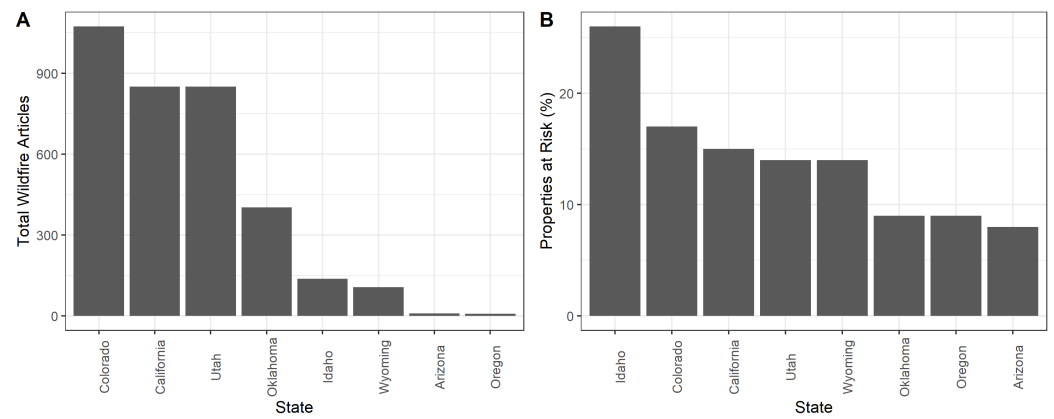 A
Total Wildfire Articles
900
600
300
0
Colorado
California
Utah
Oklahoma
Idaho
Wyoming
Arizona
Oregon
State
B
Properties at Risk (%)
20
10
0
Idaho
Colorado
California
Utah
Wyoming
Oklahoma
Oregon
Arizona
State